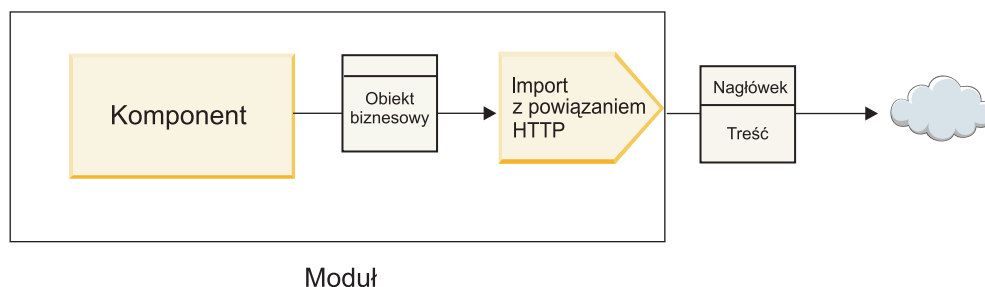 Komponent
Obiekt
biznesowy
Import
z powiązaniem
HTTP
Nagłówek
Treść
Moduł